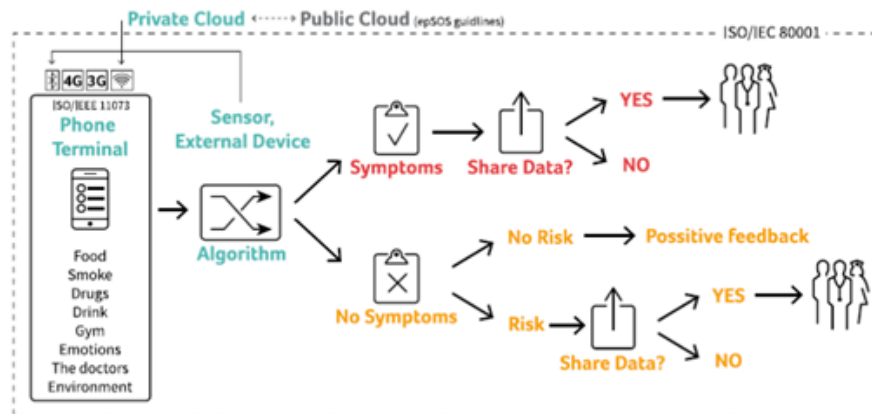 Private Cloud Public Cloud (epSOS guidlines)
ISO/IEC 80001
4G 3G
ISO/IEEE 11073
Phone
Terminal
Food
Smoke
Drugs
Drink
Gym
Emotions
The doctors
Environment
Sensor,
External Device
Algorithm
Symptoms
Share Data?
YES
NO
No Symptoms
No Risk
Possitive feedback
Risk
Share Data?
YES
NO